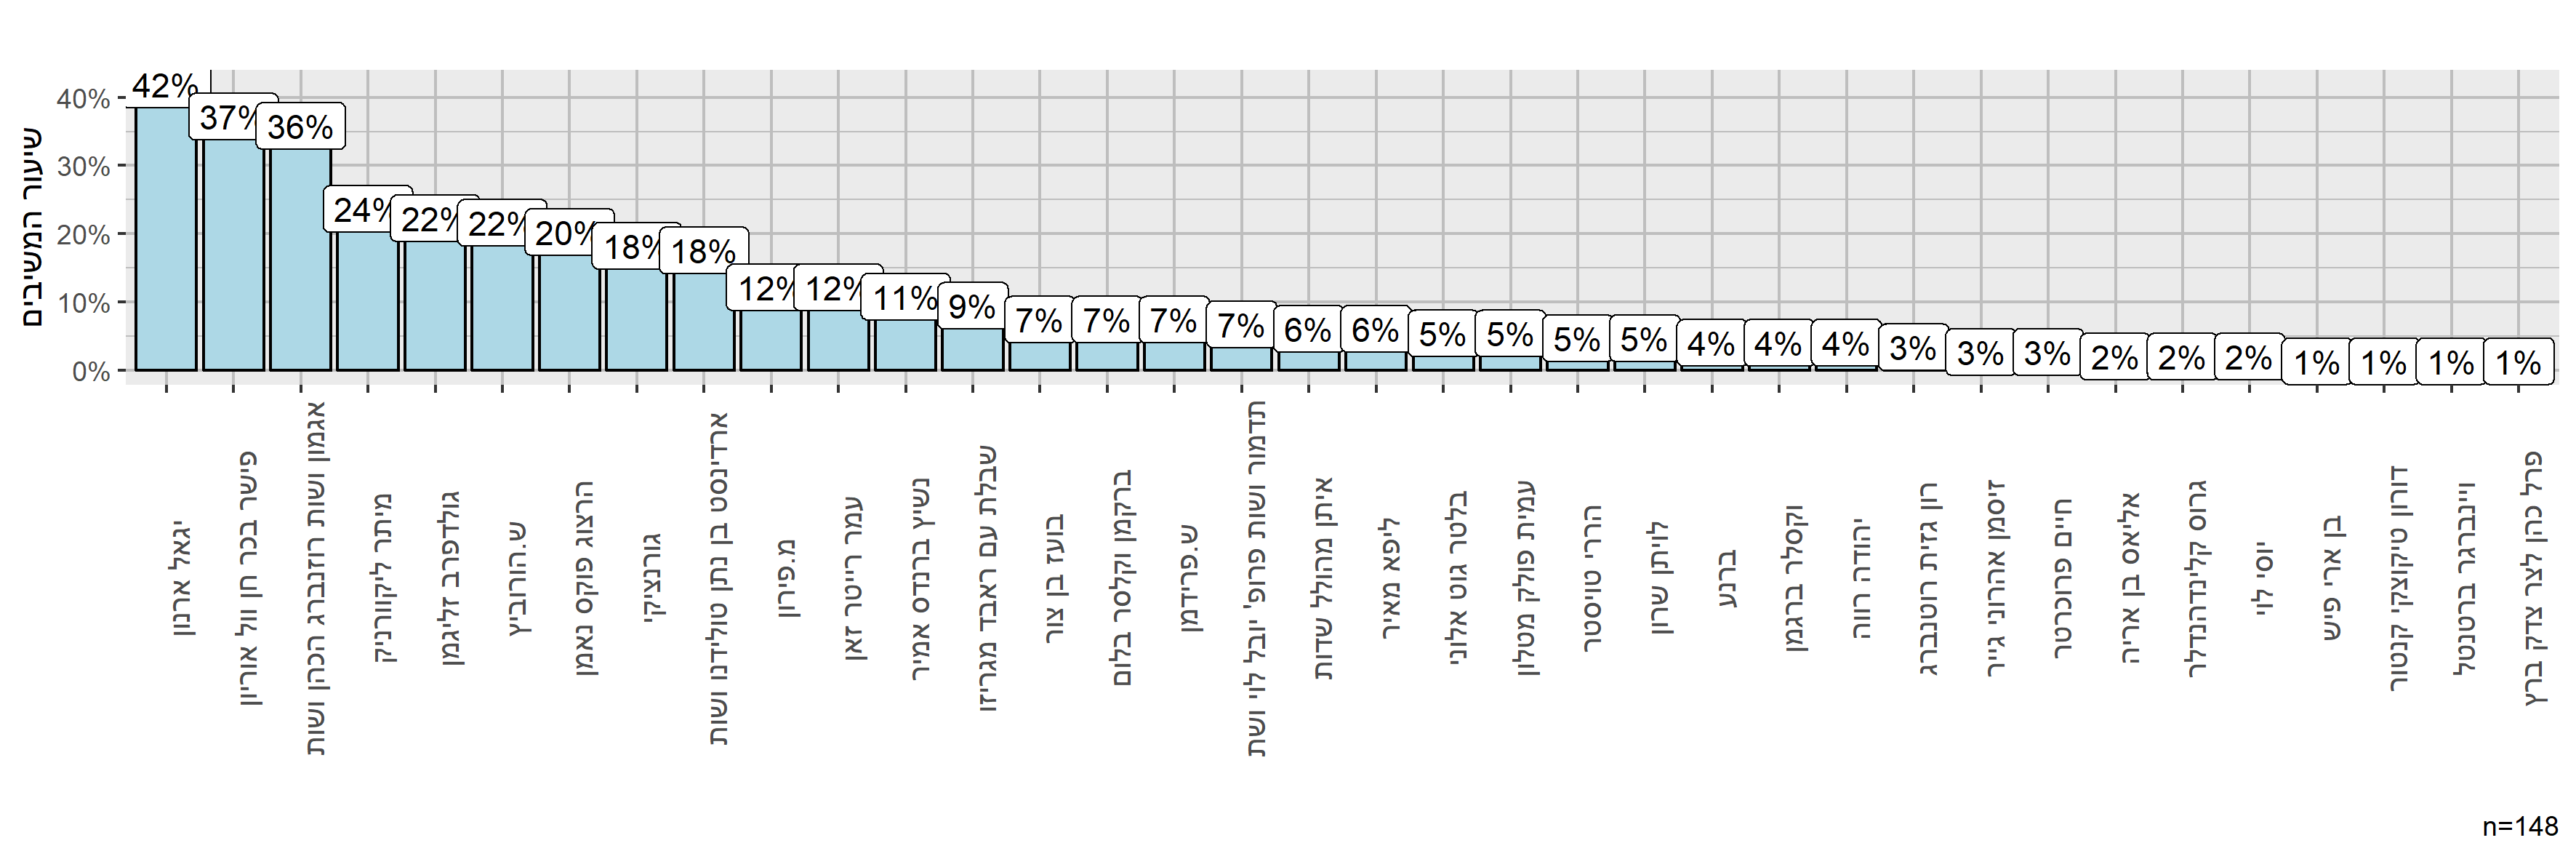 שיעור המשיבים
40%
30%
20%
10%
0%
42%
37%
36%
24%
22%
22%
20%
18%
18%
12%
12%
11%
9%
7%
7%
7%
7%
6%
6%
5%
5%
5%
5%
4%
4%
4%
3%
3%
3%
2%
2%
2%
1%
1%
1%
1%
יגאל ארנון
פישר בכר חן וול אוריון
אגמון ושות רוזנברג הכהן ושות
מיתר ליקוורניק
גולדפרב זליגמן
ש.הורוביץ
הרצוג פוקס נאמן
גורנציקי
ארדינסט בן נתן טולידנו ושות
מ.פירון
עמר רייטר זאן
נשיץ ברנדס אמיר
שבלת עם ראבד מגריזו
בועז בן צור
ברקמן וקלסר בלום
ש.פרידמן
תדמור ושות פרופ' יובל לוי ושת
איתן מהולל שדות
ליפא מאיר
בלטר גוט אלוני
עמית פולק מטלון
הררי טויסטר
לויתן שרון
ברנע
וקסלר ברגמן
יהודה רווה
רון גזית רוטנברג
זיסמן אהרוני גייר
חיים פרוכרטר
אליאס בן אריה
גרוס קלינדהנדלר
יוסי לוי
בן ארי פיש
דורון טיקוצקי קנטור
ויינברגר ברטנטל
פרל כהן לצר צדק ברץ
n=148